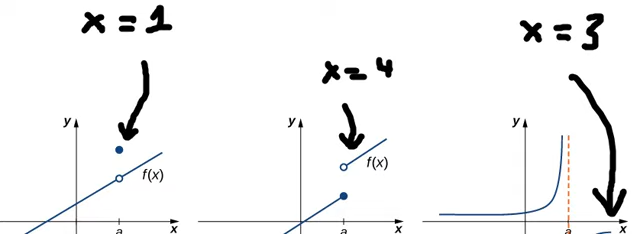 x = 1
x = 4
x = 3
y
f(x)
a
x
y
f(x)
a
x
y
a
x